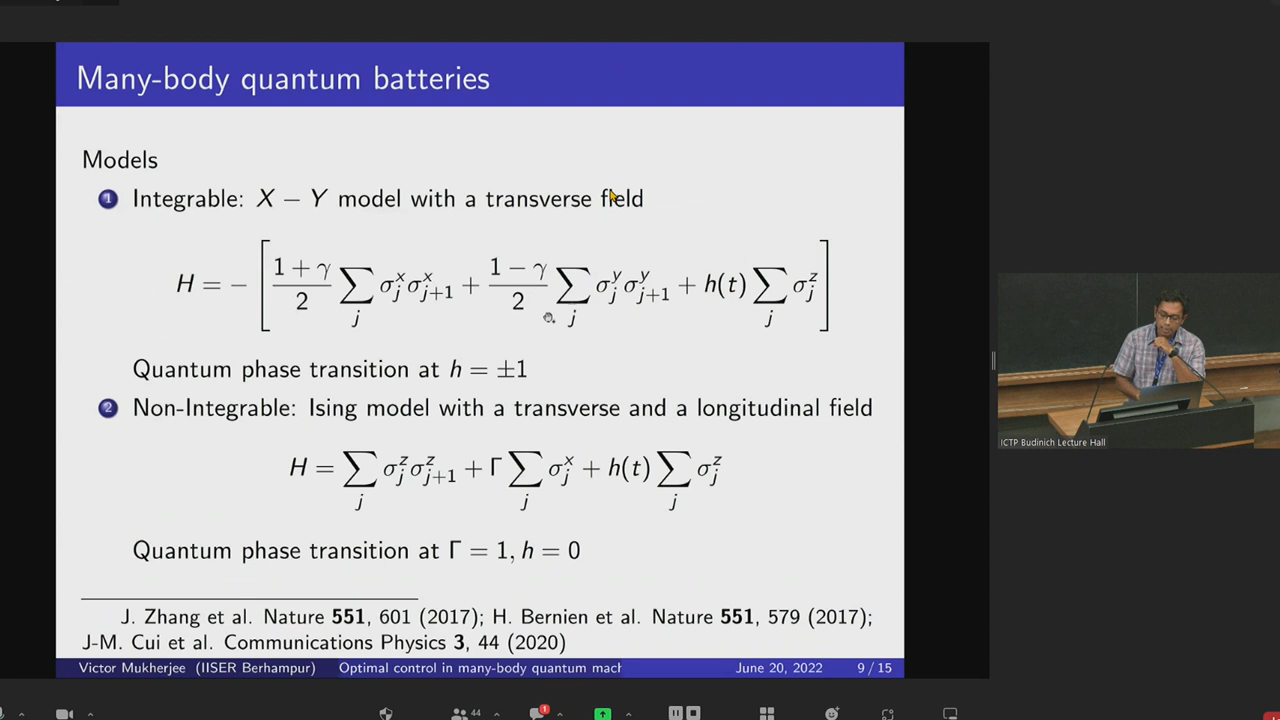 Many-body quantum batteries
Models
1 Integrable: X − Y model with a transverse field
H = − [ (1 + γ)/2 ∑_j σ_j^x σ_{j+1}^x + (1 − γ)/2 ∑_j σ_j^y σ_{j+1}^y + h(t) ∑_j σ_j^z ]
Quantum phase transition at h = ±1
2 Non-Integrable: Ising model with a transverse and a longitudinal field
H = ∑_j σ_j^z σ_{j+1}^z + Γ ∑_j σ_j^x + h(t) ∑_j σ_j^z
Quantum phase transition at Γ = 1, h = 0
J. Zhang et al. Nature 551, 601 (2017); H. Bernien et al. Nature 551, 579 (2017);
J-M. Cui et al. Communications Physics 3, 44 (2020)
Victor Mukherjee (IISER Berhampur) Optimal control in many-body quantum mach June 20, 2022 9 / 15
ICTP Budinich Lecture Hall
44 1